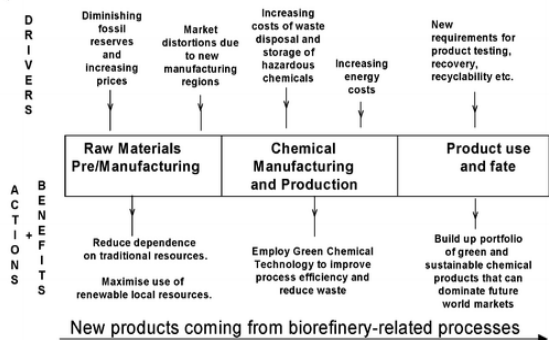 DRIVERS
Diminishing
fossil
reserves
and
increasing
prices
Market
distortions due
to new
manufacturing
regions
Increasing
costs of waste
disposal and
storage of
hazardous
chemicals
Increasing
energy
costs
New
requirements for
product testing,
recovery,
recyclability etc.
Raw Materials
Pre/Manufacturing
Chemical
Manufacturing
and Production
Product use
and fate
ACTIONS
+
BENEFITS
Reduce dependence
on traditional resources.
Maximise use of
renewable local resources.
Employ Green Chemical
Technology to improve
process efficiency and
reduce waste
Build up portfolio
of green and
sustainable chemical
products that can
dominate future
world markets
New products coming from biorefinery-related processes